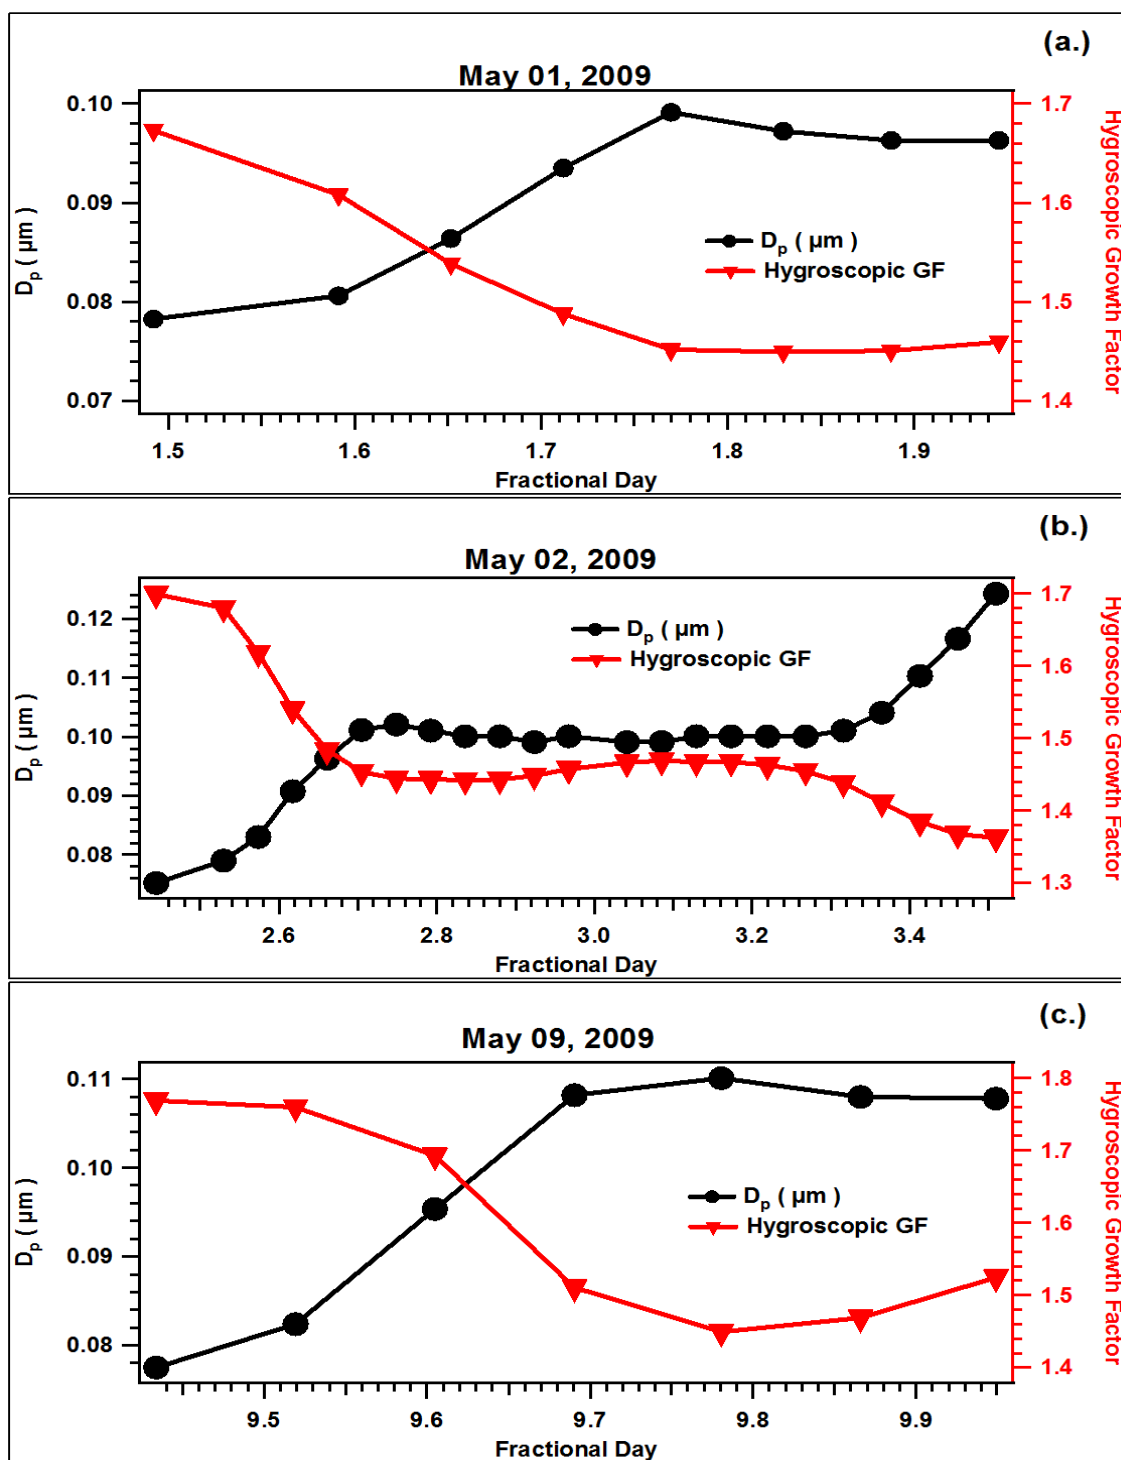 (a.)
May 01, 2009
0.10
0.09
0.08
0.07
Dp ( µm )
1.7
1.6
1.5
1.4
Hygroscopic Growth Factor
Dp ( µm )
Hygroscopic GF
1.5 1.6 1.7 1.8 1.9
Fractional Day
(b.)
May 02, 2009
0.12
0.11
0.10
0.09
0.08
Dp ( µm )
1.7
1.6
1.5
1.4
1.3
Hygroscopic Growth Factor
Dp ( µm )
Hygroscopic GF
2.6 2.8 3.0 3.2 3.4
Fractional Day
(c.)
May 09, 2009
0.11
0.10
0.09
0.08
Dp ( µm )
1.8
1.7
1.6
1.5
1.4
Hygroscopic Growth Factor
Dp ( µm )
Hygroscopic GF
9.5 9.6 9.7 9.8 9.9
Fractional Day